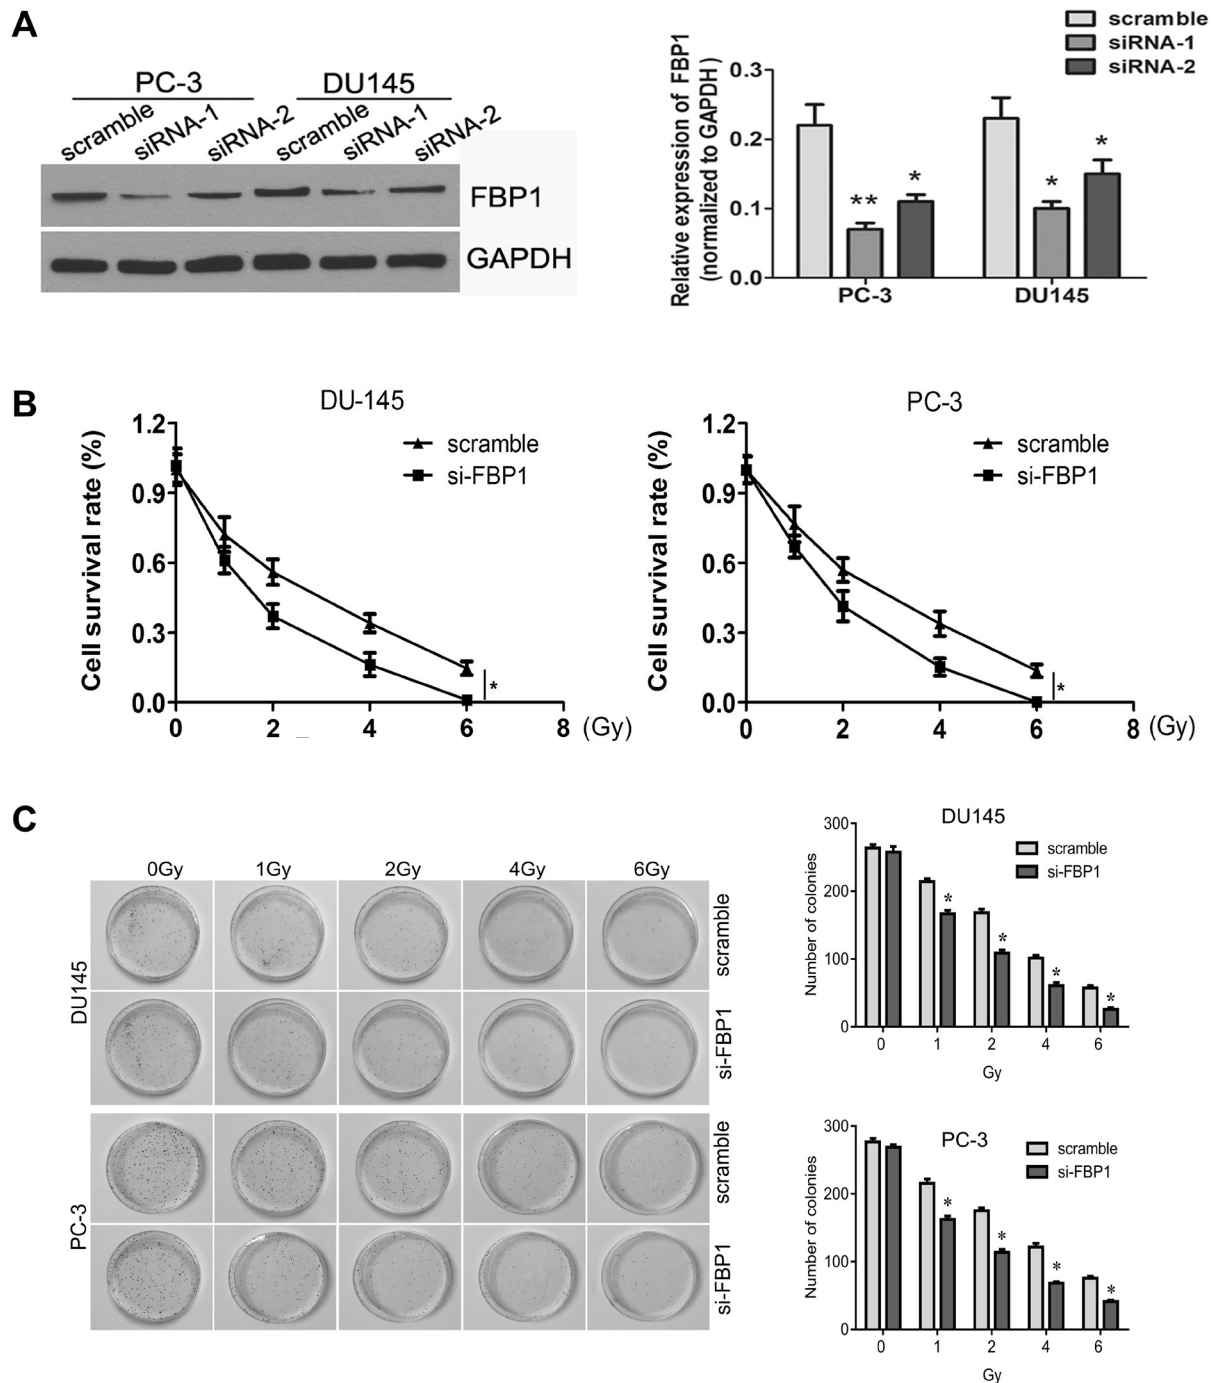 A
PC-3 DU145
scramble siRNA-1 siRNA-2 scramble siRNA-1 siRNA-2
FBP1
GAPDH
scramble
siRNA-1
siRNA-2
Relative expression of FBP1
(normalized to GAPDH )
0.3
0.2
0.1
0.0
** * * *
PC-3 DU145
B
DU-145
Cell survival rate (%)
1.2
0.9
0.6
0.3
0.0
scramble
si-FBP1
*
0 2 4 6 8 (Gy)
PC-3
Cell survival rate (%)
1.2
0.9
0.6
0.3
0.0
scramble
si-FBP1
*
0 2 4 6 8 (Gy)
C
0Gy 1Gy 2Gy 4Gy 6Gy
DU145
scramble
si-FBP1
PC-3
scramble
si-FBP1
DU145
Number of colonies
300
200
100
0
scramble
si-FBP1
* * * *
0 1 2 4 6
Gy
PC-3
Number of colonies
300
200
100
0
scramble
si-FBP1
* * * *
0 1 2 4 6
Gy